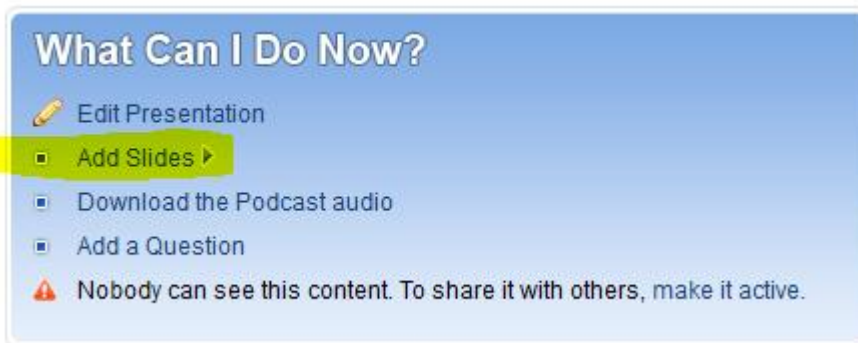 What Can I Do Now?
Edit Presentation
Add Slides
Download the Podcast audio
Add a Question
Nobody can see this content. To share it with others, make it active.